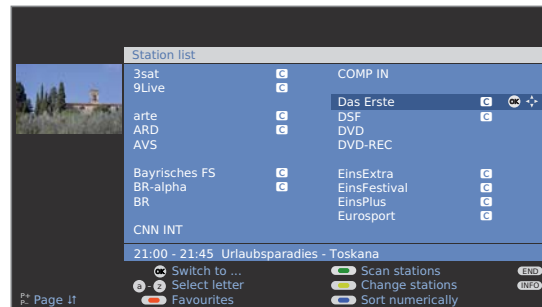 Station list
3sat C COMP IN
9Live C
Das Erste C OK
arte C DSF C
ARD C DVD
AVS DVD-REC
Bayrisches FS C EinsExtra C
BR-alpha C EinsFestival C
BR EinsPlus C
Eurosport C
CNN INT
21:00 - 21:45 Urlaubsparadies - Toskana
OK Switch to ... Scan stations END
a - z Select letter Change stations INFO
P+ P- Page Favourites Sort numerically